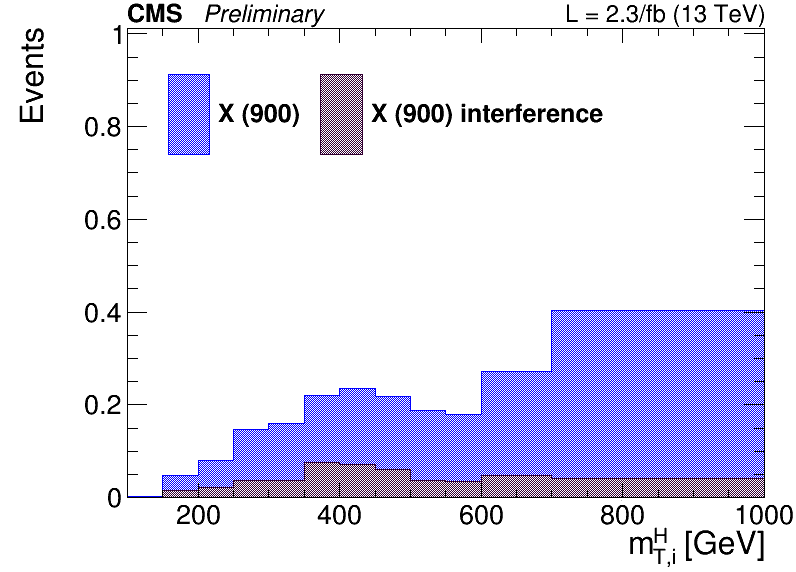 CMS Preliminary L = 2.3/fb (13 TeV)
Events
1
0.8
0.6
0.4
0.2
0
X (900) X (900) interference
200 400 600 800 1000
m^H_T,i [GeV]